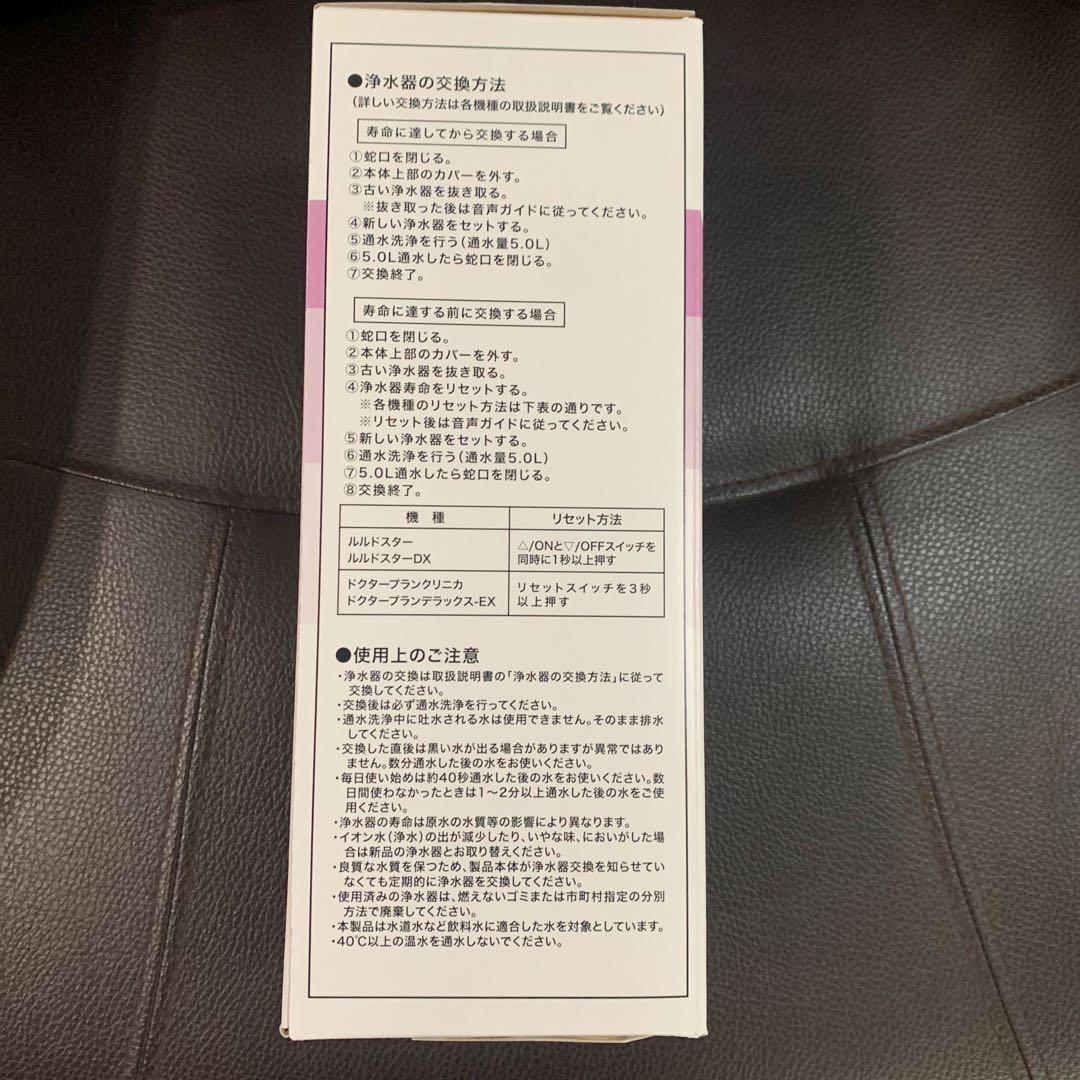 ●浄水器の交換方法
(詳しい交換方法は各機種の取扱説明書をご覧ください)
寿命に達してから交換する場合
①蛇口を閉じる。
②本体上部のカバーを外す。
③古い浄水器を抜き取る。
※抜き取った後は音声ガイドに従ってください。
④新しい浄水器をセットする。
⑤通水洗浄を行う(通水量5.0L)
⑥5.0L通水したら蛇口を閉じる。
⑦交換終了。
寿命に達する前に交換する場合
①蛇口を閉じる。
②本体上部のカバーを外す。
③古い浄水器を抜き取る。
④浄水器寿命をリセットする。
※各機種のリセット方法は下表の通りです。
※リセット後は音声ガイドに従ってください。
⑤新しい浄水器をセットする。
⑥通水洗浄を行う(通水量5.0L)
⑦5.0L通水したら蛇口を閉じる。
⑧交換終了。
機種 リセット方法
ルルドスター
ルルドスターDX
△/ONと▽/OFFスイッチを
同時に1秒以上押す
ドクタープランクリニカ
ドクタープランデラックス-EX
リセットスイッチを3秒
以上押す
●使用上のご注意
・浄水器の交換は取扱説明書の「浄水器の交換方法」に従って
交換してください。
・交換後は必ず通水洗浄を行ってください。
・通水洗浄中に吐水される水は使用できません。そのまま排水
してください。
・交換した直後は黒い水が出る場合がありますが異常ではあり
ません。数分通水した後の水をお使いください。
・毎日使い始めは約40秒通水した後の水をお使いください。数
日間使わなかったときは1～2分以上通水した後の水をご使
用ください。
・浄水器の寿命は原水の水質等の影響により異なります。
・イオン水(浄水)の出が減少したり、いやな味、においがした場
合は新品の浄水器とお取り替えください。
・良質な水質を保つため、製品本体が浄水器交換を知らせてい
なくても定期的に浄水器を交換してください。
・使用済みの浄水器は、燃えないゴミまたは市町村指定の分別
方法で廃棄してください。
・本製品は水道水など飲料水に適合した水を対象としています。
・40℃以上の温水を通水しないでください。